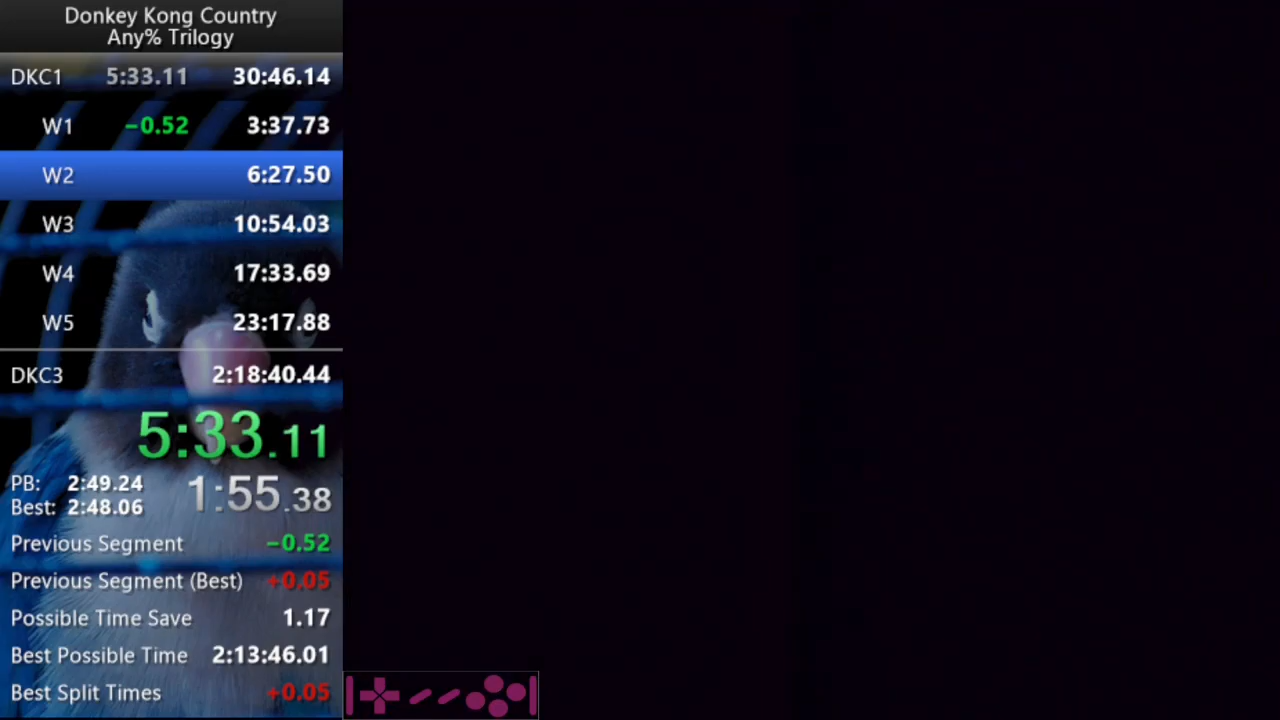 Donkey Kong Country
Any% Trilogy
DKC1 5:33.11 30:46.14
W1 −0.52 3:37.73
W2 6:27.50
W3 10:54.03
W4 17:33.69
W5 23:17.88
DKC3 2:18:40.44
5:33.11
PB: 2:49.24 1:55.38
Best: 2:48.06
Previous Segment −0.52
Previous Segment (Best) +0.05
Possible Time Save 1.17
Best Possible Time 2:13:46.01
Best Split Times +0.05